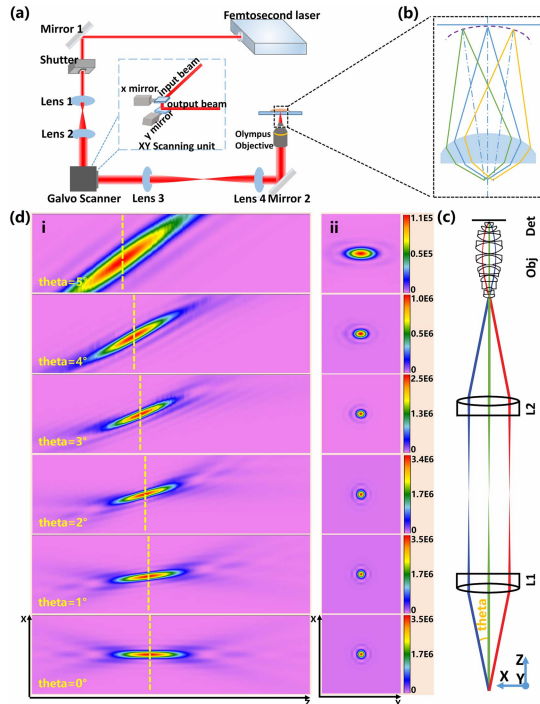 (a)
Femtosecond laser
Mirror 1
Shutter
Lens 1
Lens 2
Galvo Scanner
x mirror
input beam
output beam
y mirror
XY Scanning unit
Lens 3
Olympus
Objective
Lens 4
Mirror 2
(b)
(d)
i
ii
theta=5°
1.1E5
0.5E5
0
theta=4°
1.0E6
0.5E6
0
theta=3°
2.5E6
1.3E6
0
theta=2°
3.4E6
1.7E6
0
theta=1°
3.5E6
1.7E6
0
theta=0°
3.5E6
1.7E6
0
X
Z
X
Y
(c)
Det
Obj
L2
L1
theta
Z
X
Y